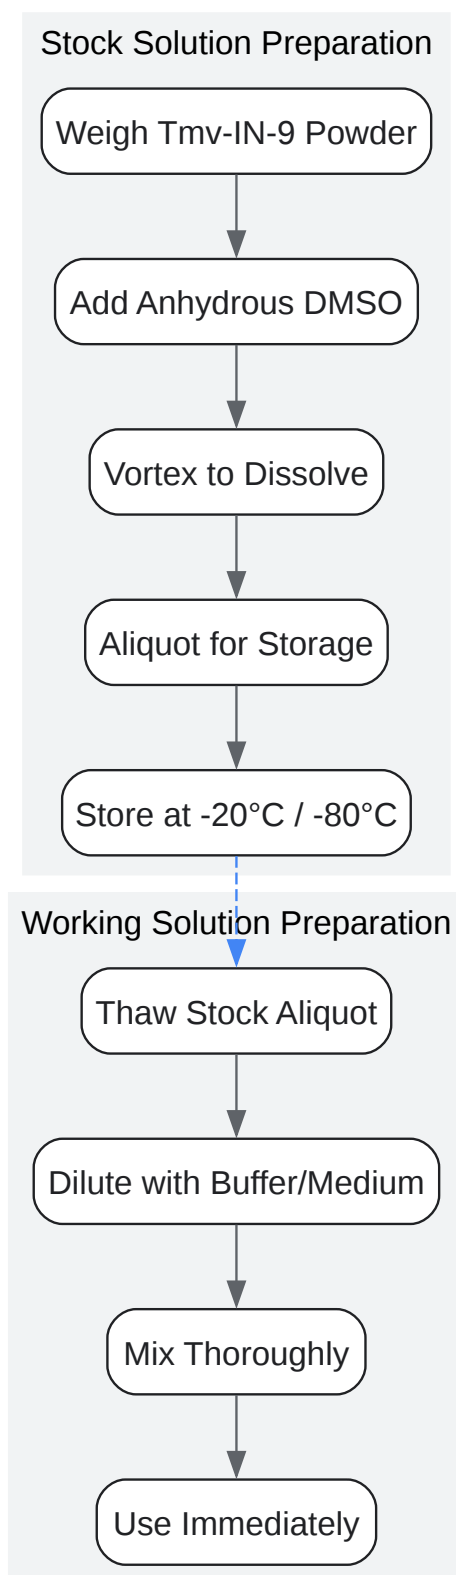 Stock Solution Preparation
Weigh Tmv-IN-9 Powder
Add Anhydrous DMSO
Vortex to Dissolve
Aliquot for Storage
Store at -20°C / -80°C
Working Solution Preparation
Thaw Stock Aliquot
Dilute with Buffer/Medium
Mix Thoroughly
Use Immediately